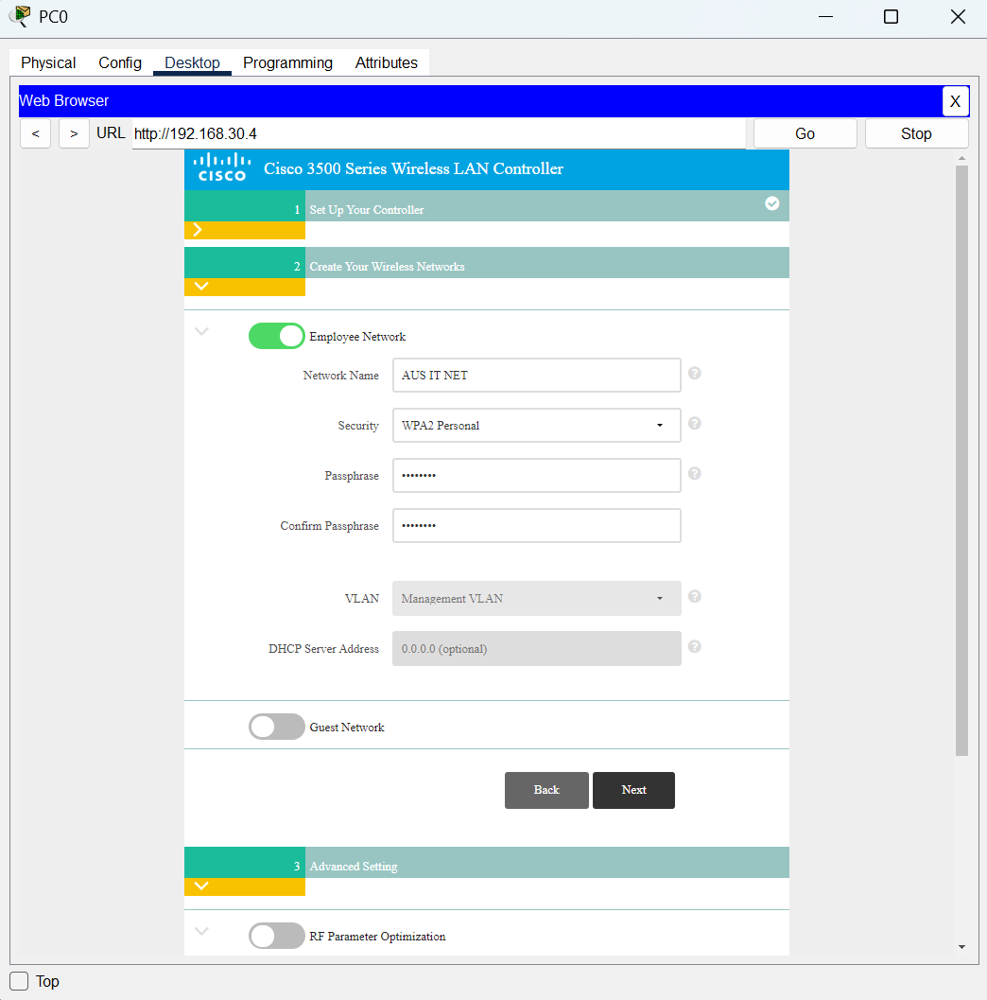 PC0
Physical Config Desktop Programming Attributes
Web Browser X
< > URL http://192.168.30.4 Go Stop
CISCO Cisco 3500 Series Wireless LAN Controller
1 Set Up Your Controller
2 Create Your Wireless Networks
Employee Network
Network Name AUS IT NET ?
Security WPA2 Personal ?
Passphrase •••••••• ?
Confirm Passphrase ••••••••
VLAN Management VLAN ?
DHCP Server Address 0.0.0.0 (optional) ?
Guest Network
Back Next
3 Advanced Setting
RF Parameter Optimization
Top